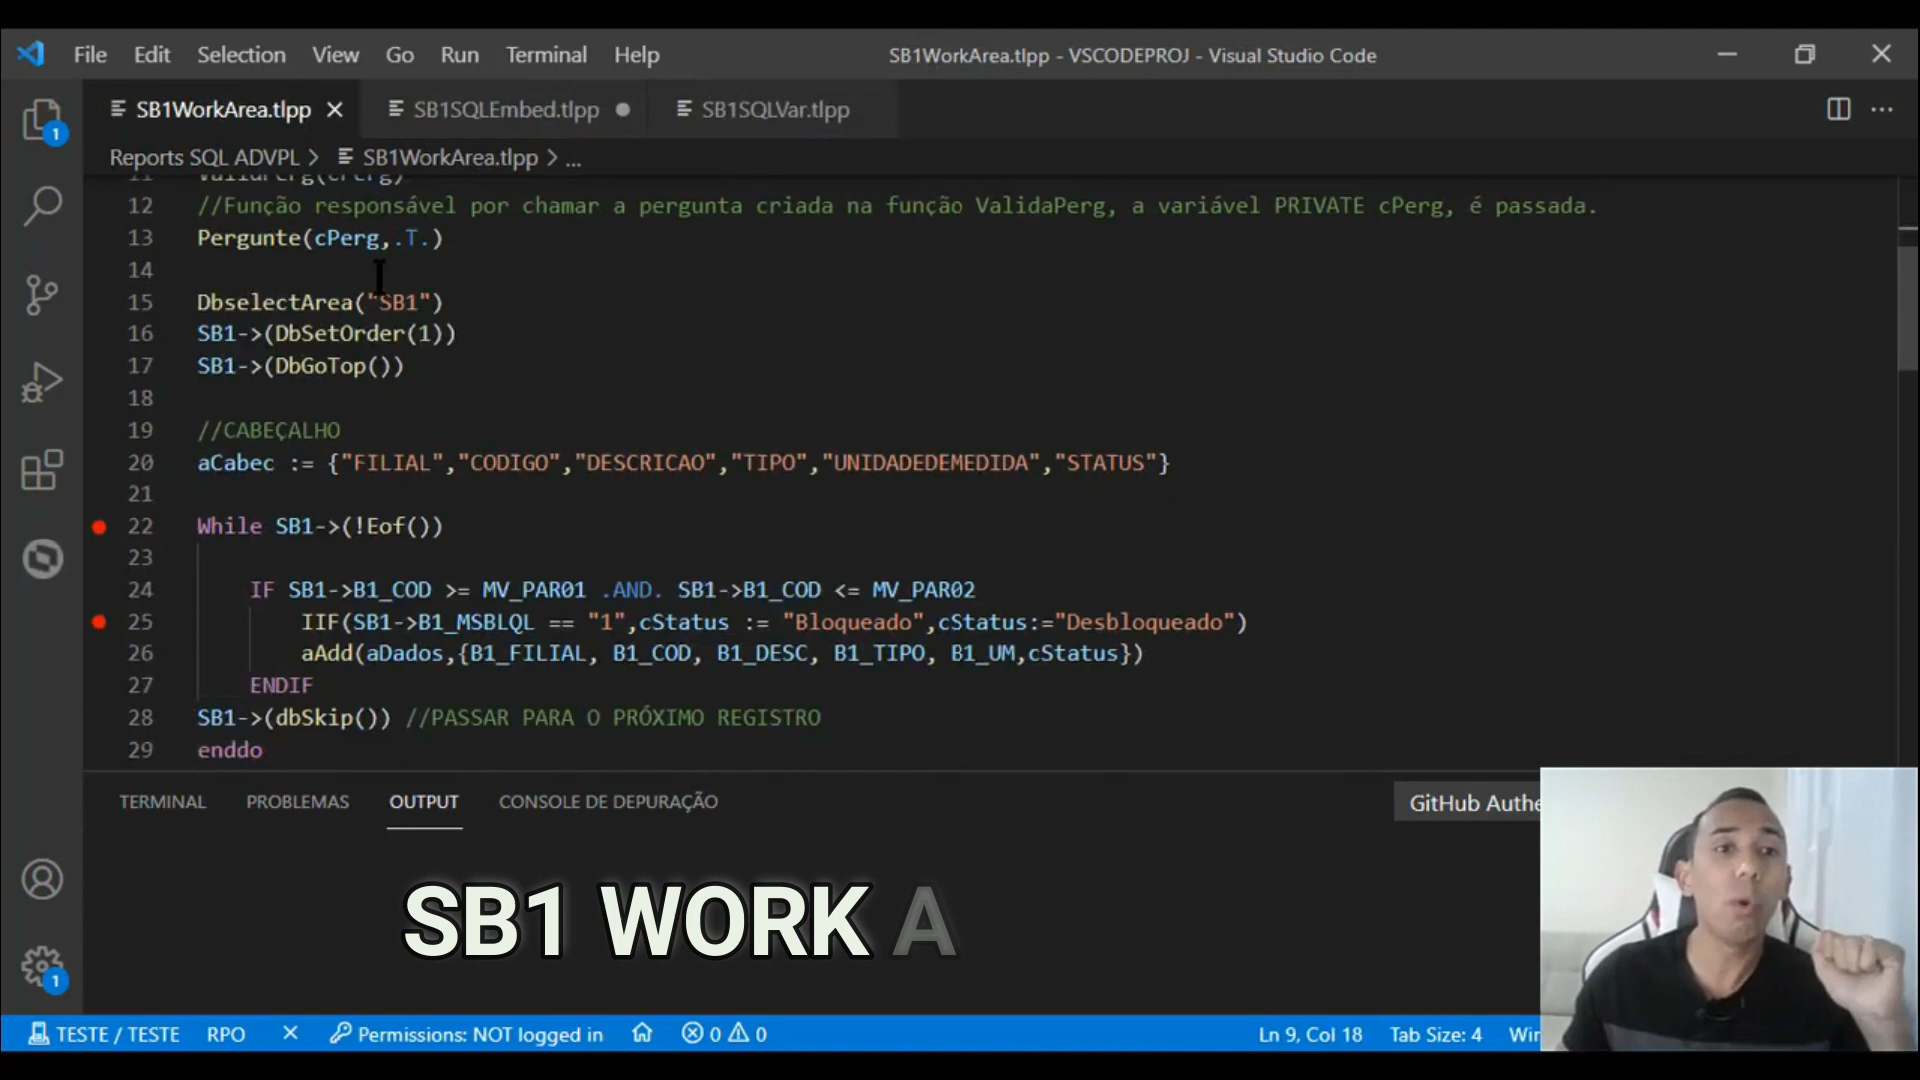 File Edit Selection View Go Run Terminal Help SB1WorkArea.tlpp - VSCODEPROJ - Visual Studio Code
SB1WorkArea.tlpp SB1SQLEmbed.tlpp SB1SQLVar.tlpp
Reports SQL ADVPL > SB1WorkArea.tlpp > ...
11 ValidPerg(cPerg)
12 //Função responsável por chamar a pergunta criada na função ValidaPerg, a variável PRIVATE cPerg, é passada.
13 Pergunte(cPerg,.T.)
14
15 DbselectArea("SB1")
16 SB1->(DbSetOrder(1))
17 SB1->(DbGoTop())
18
19 //CABEÇALHO
20 aCabec := {"FILIAL","CODIGO","DESCRICAO","TIPO","UNIDADEDEMEDIDA","STATUS"}
21
22 While SB1->(!Eof())
23
24 IF SB1->B1_COD >= MV_PAR01 .AND. SB1->B1_COD <= MV_PAR02
25 IIF(SB1->B1_MSBLQL == "1",cStatus := "Bloqueado",cStatus:="Desbloqueado")
26 aAdd(aDados,{B1_FILIAL, B1_COD, B1_DESC, B1_TIPO, B1_UM,cStatus})
27 ENDIF
28 SB1->(dbSkip()) //PASSAR PARA O PRÓXIMO REGISTRO
29 enddo
TERMINAL PROBLEMAS OUTPUT CONSOLE DE DEPURAÇÃO GitHub Authe
SB1 WORK A
1
1
TESTE / TESTE RPO Permissions: NOT logged in 0 0 Ln 9, Col 18 Tab Size: 4 Win